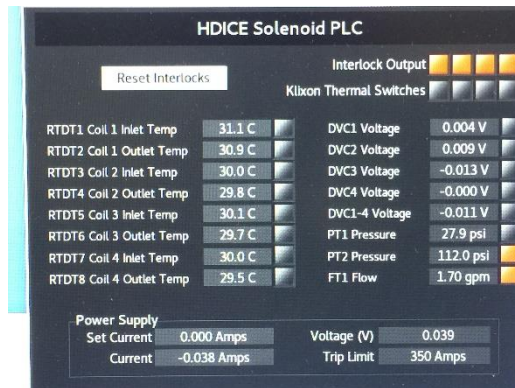 HDICE Solenoid PLC
Reset Interlocks
Interlock Output
Klixon Thermal Switches
RTDT1 Coil 1 Inlet Temp 31.1 C DVC1 Voltage 0.004 V
RTDT2 Coil 1 Outlet Temp 30.9 C DVC2 Voltage 0.009 V
RTDT3 Coil 2 Inlet Temp 30.0 C DVC3 Voltage -0.013 V
RTDT4 Coil 2 Outlet Temp 29.8 C DVC4 Voltage -0.000 V
RTDT5 Coil 3 Inlet Temp 30.1 C DVC1-4 Voltage -0.011 V
RTDT6 Coil 3 Outlet Temp 29.7 C PT1 Pressure 27.9 psi
RTDT7 Coil 4 Inlet Temp 30.0 C PT2 Pressure 112.0 psi
RTDT8 Coil 4 Outlet Temp 29.5 C FT1 Flow 1.70 gpm
Power Supply
Set Current 0.000 Amps Voltage (V) 0.039
Current -0.038 Amps Trip Limit 350 Amps